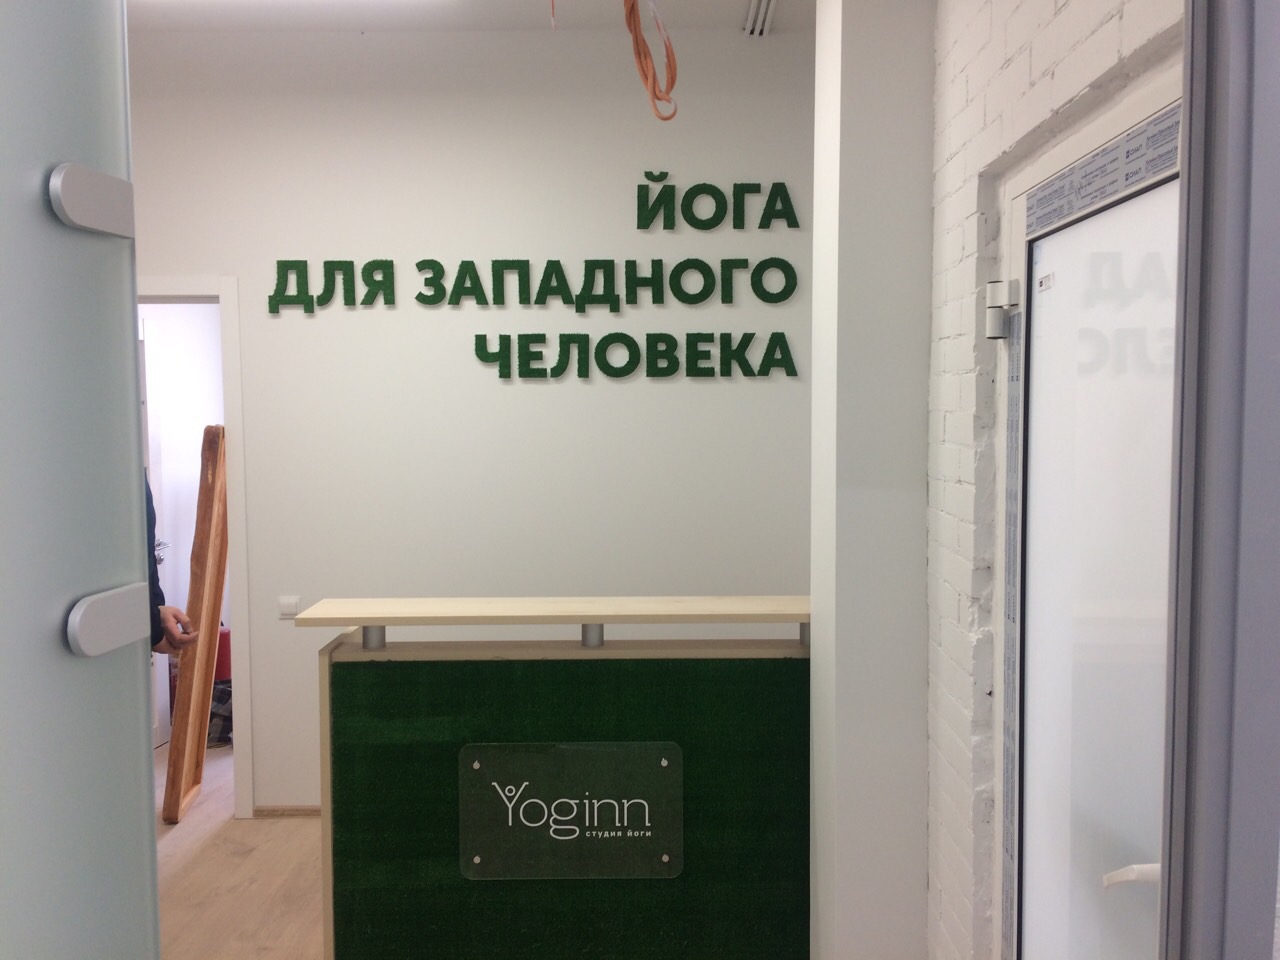 ЙОГА
ДЛЯ ЗАПАДНОГО
ЧЕЛОВЕКА
Yoginn
студия йоги